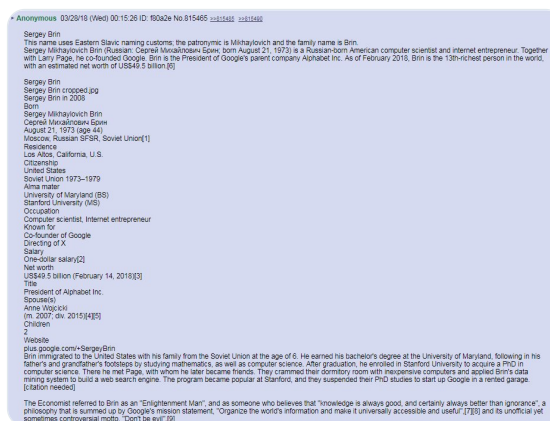 Anonymous 03/28/18 (Wed) 00:15:26 ID: f80a2e No.815465 >>815485 >>815490
Sergey Brin
This name uses Eastern Slavic naming customs; the patronymic is Mikhaylovich and the family name is Brin.
Sergey Mikhaylovich Brin (Russian: Сергей Михайлович Брин; born August 21, 1973) is a Russian-born American computer scientist and internet entrepreneur. Together
with Larry Page, he co-founded Google. Brin is the President of Google's parent company Alphabet Inc. As of February 2018, Brin is the 13th-richest person in the world,
with an estimated net worth of US$49.5 billion.[6]
Sergey Brin
Sergey Brin cropped.jpg
Sergey Brin in 2008
Born
Sergey Mikhaylovich Brin
Сергей Михайлович Брин
August 21, 1973 (age 44)
Moscow, Russian SFSR, Soviet Union[1]
Residence
Los Altos, California, U.S.
Citizenship
United States
Soviet Union 1973–1979
Alma mater
University of Maryland (BS)
Stanford University (MS)
Occupation
Computer scientist, Internet entrepreneur
Known for
Co-founder of Google
Directing of X
Salary
One-dollar salary[2]
Net worth
US$49.5 billion (February 14, 2018)[3]
Title
President of Alphabet Inc.
Spouse(s)
Anne Wojcicki
(m. 2007; div. 2015)[4][5]
Children
2
Website
plus.google.com/+SergeyBrin
Brin immigrated to the United States with his family from the Soviet Union at the age of 6. He earned his bachelor's degree at the University of Maryland, following in his
father's and grandfather's footsteps by studying mathematics, as well as computer science. After graduation, he enrolled in Stanford University to acquire a PhD in
computer science. There he met Page, with whom he later became friends. They crammed their dormitory room with inexpensive computers and applied Brin's data
mining system to build a web search engine. The program became popular at Stanford, and they suspended their PhD studies to start up Google in a rented garage.
[citation needed]
The Economist referred to Brin as an "Enlightenment Man", and as someone who believes that "knowledge is always good, and certainly always better than ignorance", a
philosophy that is summed up by Google's mission statement, "Organize the world's information and make it universally accessible and useful",[7][8] and its unofficial yet
sometimes controversial motto, "Don't be evil".[9]